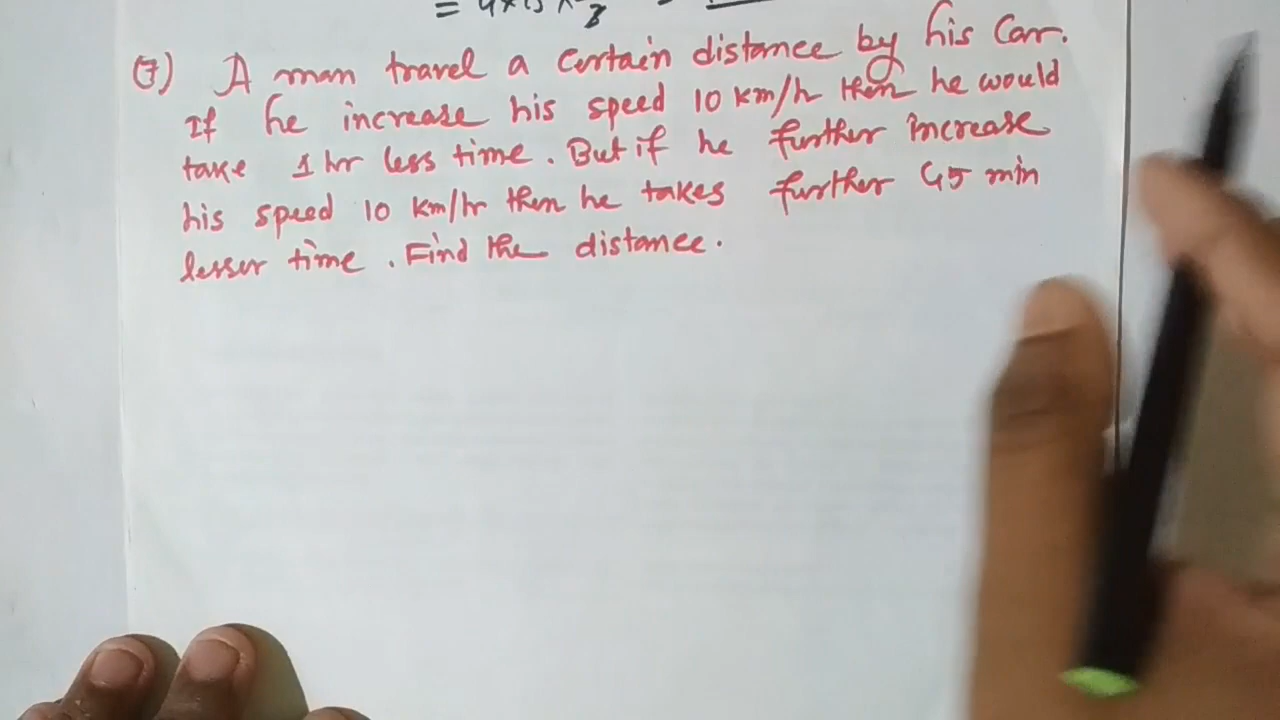 (7) A man travel a certain distance by his Car.
If he increase his speed 10 km/h then he would
take 1 hr less time. But if he further increase
his speed 10 km/hr then he takes further 45 min
lesser time. Find the distance.